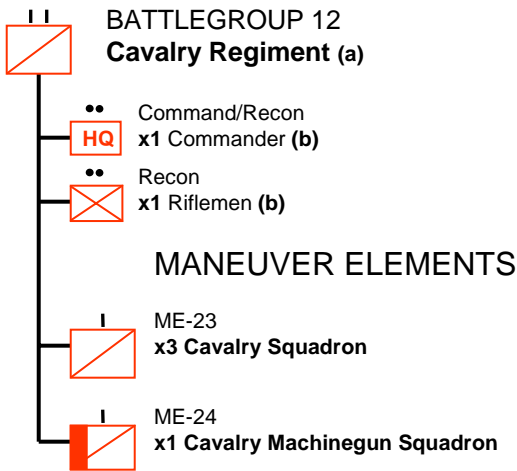 BATTLEGROUP 12
Cavalry Regiment (a)
Command/Recon
HQ
x1 Commander (b)
Recon
x1 Riflemen (b)
MANEUVER ELEMENTS
ME-23
x3 Cavalry Squadron
ME-24
x1 Cavalry Machinegun Squadron